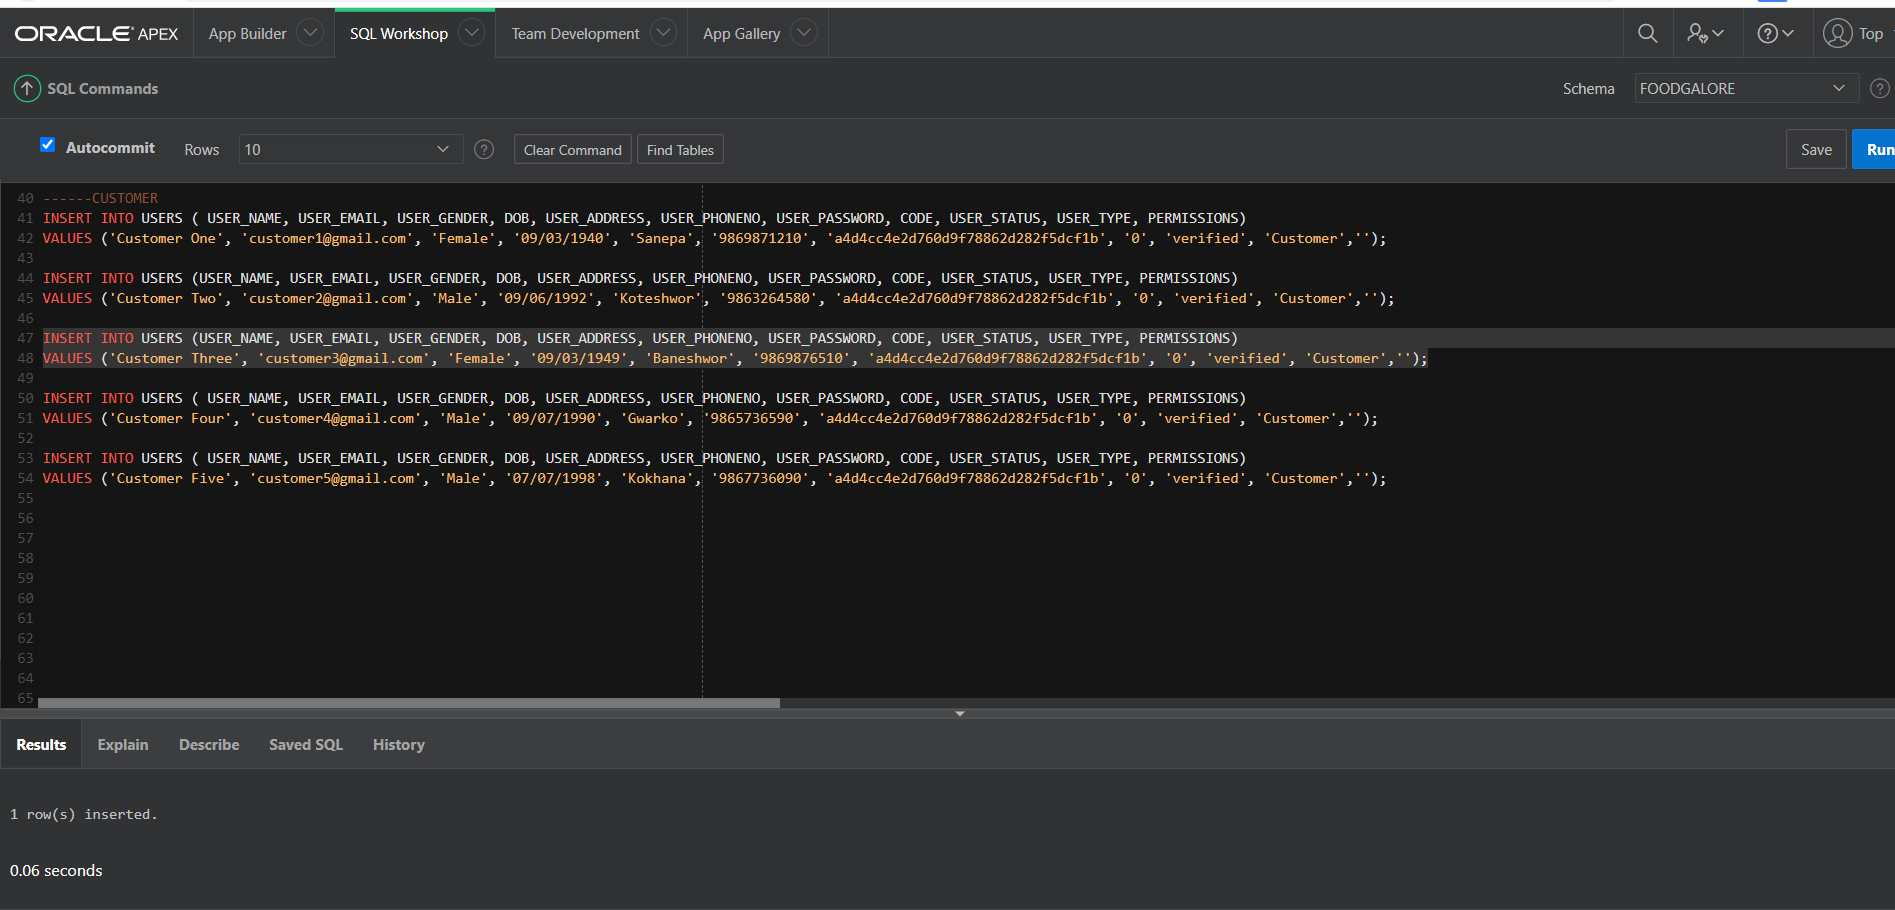 ORACLE APEX App Builder SQL Workshop Team Development App Gallery Top
SQL Commands Schema FOODGALORE
Autocommit Rows 10 Clear Command Find Tables Save Run
40 ------CUSTOMER
41 INSERT INTO USERS ( USER_NAME, USER_EMAIL, USER_GENDER, DOB, USER_ADDRESS, USER_PHONENO, USER_PASSWORD, CODE, USER_STATUS, USER_TYPE, PERMISSIONS)
42 VALUES ('Customer One', 'customer1@gmail.com', 'Female', '09/03/1940', 'Sanepa', '9869871210', 'a4d4cc4e2d760d9f78862d282f5dcf1b', '0', 'verified', 'Customer','');
43
44 INSERT INTO USERS (USER_NAME, USER_EMAIL, USER_GENDER, DOB, USER_ADDRESS, USER_PHONENO, USER_PASSWORD, CODE, USER_STATUS, USER_TYPE, PERMISSIONS)
45 VALUES ('Customer Two', 'customer2@gmail.com', 'Male', '09/06/1992', 'Koteshwor', '9863264580', 'a4d4cc4e2d760d9f78862d282f5dcf1b', '0', 'verified', 'Customer','');
46
47 INSERT INTO USERS (USER_NAME, USER_EMAIL, USER_GENDER, DOB, USER_ADDRESS, USER_PHONENO, USER_PASSWORD, CODE, USER_STATUS, USER_TYPE, PERMISSIONS)
48 VALUES ('Customer Three', 'customer3@gmail.com', 'Female', '09/03/1949', 'Baneshwor', '9869876510', 'a4d4cc4e2d760d9f78862d282f5dcf1b', '0', 'verified', 'Customer','');
49
50 INSERT INTO USERS ( USER_NAME, USER_EMAIL, USER_GENDER, DOB, USER_ADDRESS, USER_PHONENO, USER_PASSWORD, CODE, USER_STATUS, USER_TYPE, PERMISSIONS)
51 VALUES ('Customer Four', 'customer4@gmail.com', 'Male', '09/07/1990', 'Gwarko', '9865736590', 'a4d4cc4e2d760d9f78862d282f5dcf1b', '0', 'verified', 'Customer','');
52
53 INSERT INTO USERS ( USER_NAME, USER_EMAIL, USER_GENDER, DOB, USER_ADDRESS, USER_PHONENO, USER_PASSWORD, CODE, USER_STATUS, USER_TYPE, PERMISSIONS)
54 VALUES ('Customer Five', 'customer5@gmail.com', 'Male', '07/07/1998', 'Kokhana', '9867736090', 'a4d4cc4e2d760d9f78862d282f5dcf1b', '0', 'verified', 'Customer','');
55
56
57
58
59
60
61
62
63
64
65
Results Explain Describe Saved SQL History
1 row(s) inserted.
0.06 seconds